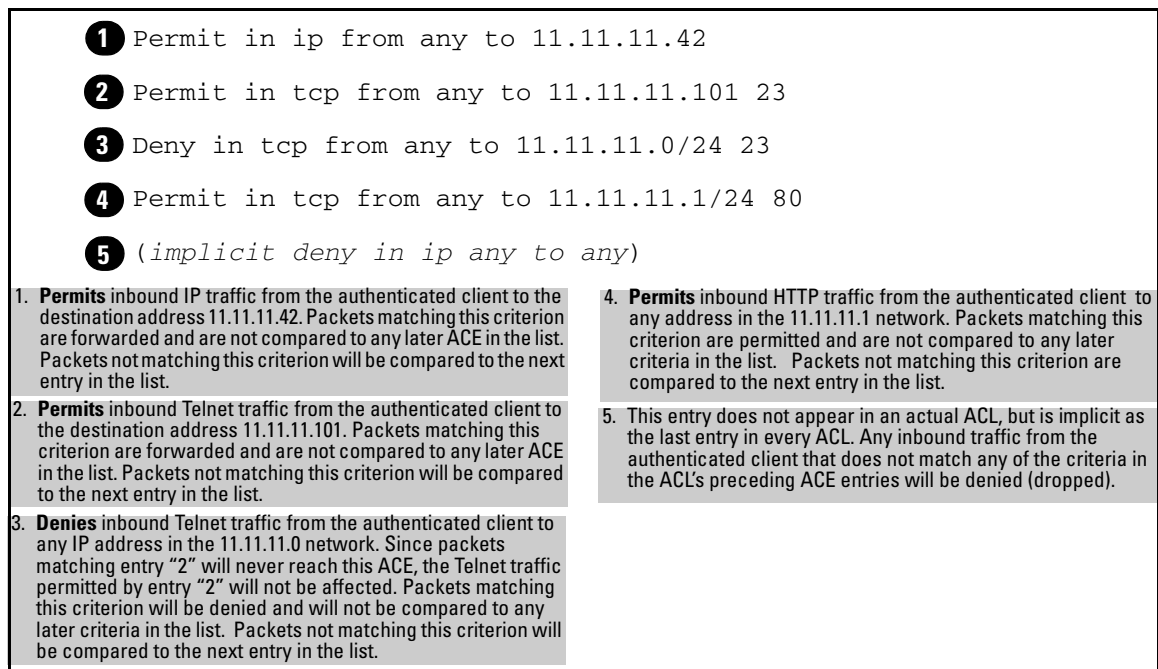 1 Permit in ip from any to 11.11.11.42
2 Permit in tcp from any to 11.11.11.101 23
3 Deny in tcp from any to 11.11.11.0/24 23
4 Permit in tcp from any to 11.11.11.1/24 80
5 (implicit deny in ip any to any)
1. Permits inbound IP traffic from the authenticated client to the
destination address 11.11.11.42. Packets matching this criterion
are forwarded and are not compared to any later ACE in the list.
Packets not matching this criterion will be compared to the next
entry in the list.
2. Permits inbound Telnet traffic from the authenticated client to
the destination address 11.11.11.101. Packets matching this
criterion are forwarded and are not compared to any later ACE
in the list. Packets not matching this criterion will be compared
to the next entry in the list.
3. Denies inbound Telnet traffic from the authenticated client to
any IP address in the 11.11.11.0 network. Since packets
matching entry “2” will never reach this ACE, the Telnet traffic
permitted by entry “2” will not be affected. Packets matching
this criterion will be denied and will not be compared to any
later criteria in the list. Packets not matching this criterion will
be compared to the next entry in the list.
4. Permits inbound HTTP traffic from the authenticated client to
any address in the 11.11.11.1 network. Packets matching this
criterion are permitted and are not compared to any later
criteria in the list. Packets not matching this criterion are
compared to the next entry in the list.
5. This entry does not appear in an actual ACL, but is implicit as
the last entry in every ACL. Any inbound traffic from the
authenticated client that does not match any of the criteria in
the ACL’s preceding ACE entries will be denied (dropped).